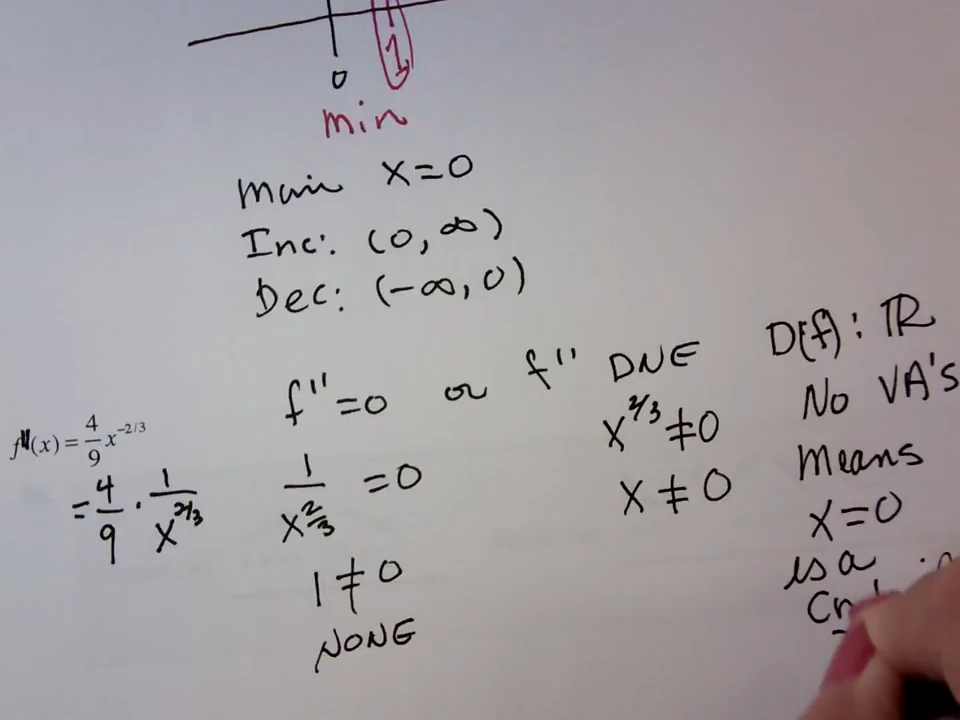 0 1
min
x=0
Inc: (0, ∞)
Dec: (-∞, 0)
f''(x) = 4/9 x^-2/3
= 4/9 · 1/x^2/3
f''=0 or f'' DNE
1/x^2/3 = 0
1 ≠ 0
NONE
x^2/3 ≠ 0
x ≠ 0
D(f): ℝ
No VA's
means
x=0
is a